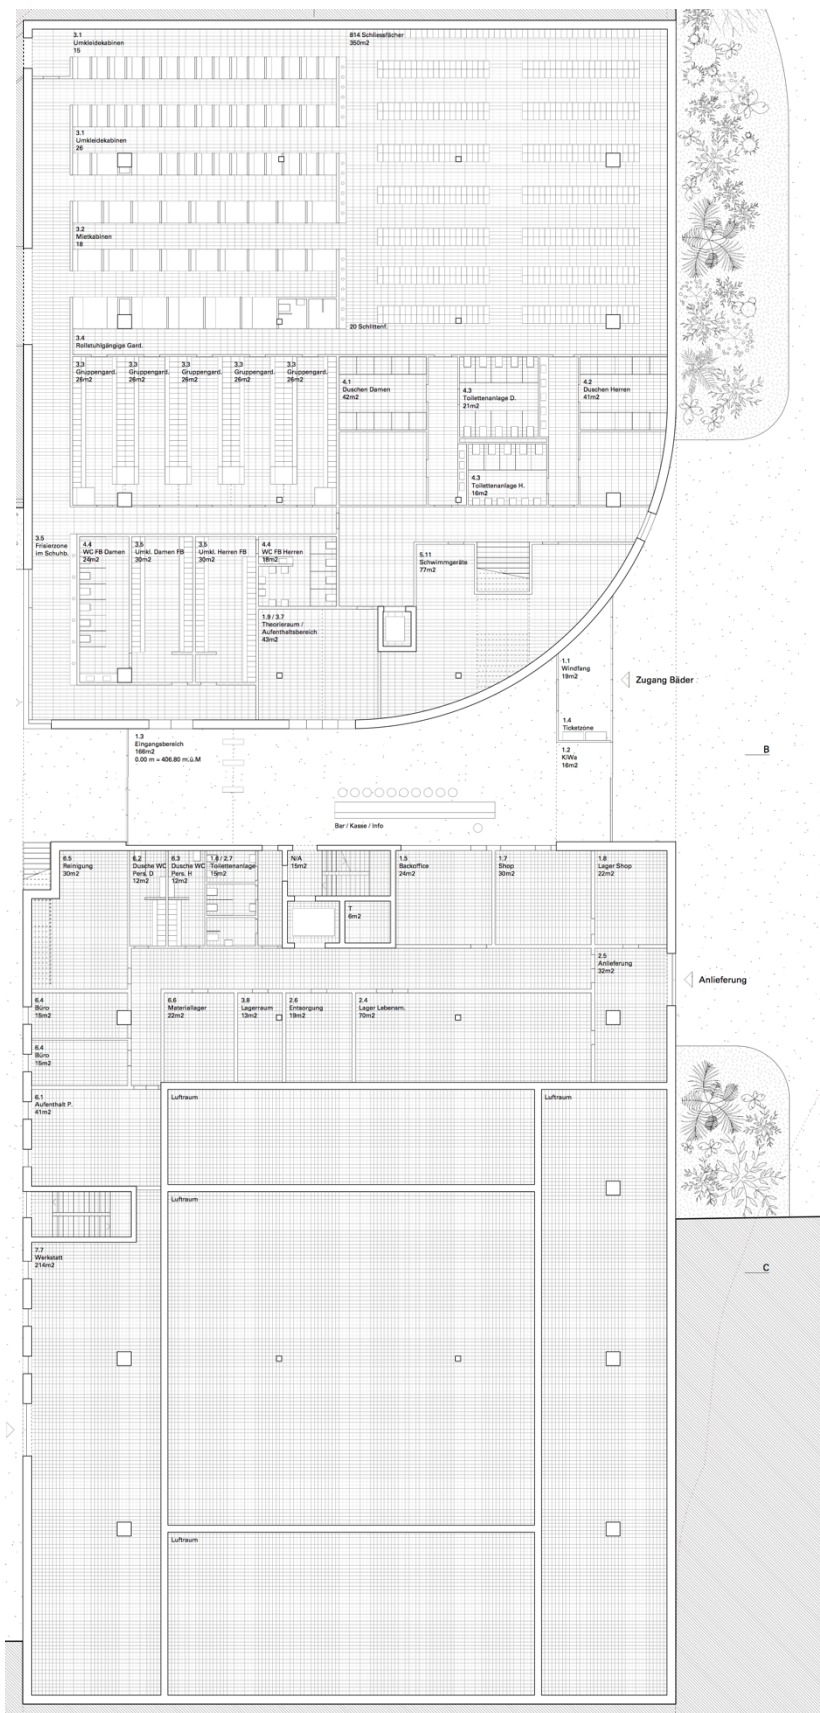 3.1
Umkleidekabinen
15
814 Schliessfächer
350m2
3.1
Umkleidekabinen
26
3.2
Mietkabinen
18
3.4
Rollstuhlgängige Gard.
20 Schlittenf.
3.3
Gruppengard.
26m2
3.3
Gruppengard.
26m2
3.3
Gruppengard.
26m2
3.3
Gruppengard.
26m2
3.3
Gruppengard.
26m2
4.1
Duschen Damen
42m2
4.3
Toilettenanlage D.
21m2
4.2
Duschen Herren
41m2
4.3
Toilettenanlage H.
16m2
3.5
Frisierzone
im Schuhb.
4.4
WC FB Damen
24m2
3.5
Umkl. Damen FB
30m2
3.5
Umkl. Herren FB
30m2
4.4
WC FB Herren
18m2
5.11
Schwimmgeräte
77m2
1.9 / 3.7
Theorieraum /
Aufenthaltsbereich
43m2
1.1
Windfang
19m2
Zugang Bäder
1.4
Ticketzone
1.3
Eingangsbereich
166m2
0.00 m = 406.80 m.ü.M
1.2
KiWa
16m2
B
Bar / Kasse / Info
6.5
Reinigung
30m2
6.2
Dusche WC
Pers. D
12m2
6.3
Dusche WC
Pers. H
12m2
1.6 / 2.7
Toilettenanlage
15m2
N/A
15m2
1.5
Backoffice
24m2
1.7
Shop
30m2
1.8
Lager Shop
22m2
T
6m2
2.5
Anlieferung
32m2
Anlieferung
6.4
Büro
15m2
6.6
Materiallager
22m2
3.8
Lagerraum
13m2
2.6
Entsorgung
19m2
2.4
Lager Lebensm.
70m2
6.4
Büro
15m2
6.1
Aufenthalt P.
41m2
Luftraum
Luftraum
Luftraum
7.7
Werkstatt
214m2
C
Luftraum